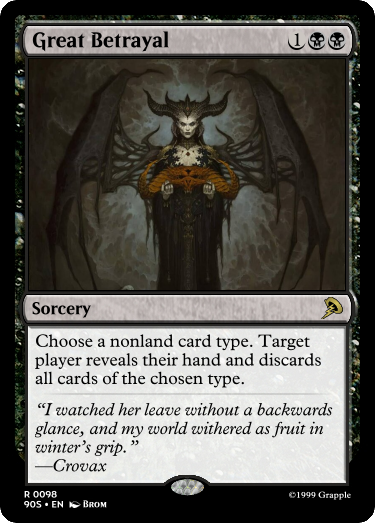 Great Betrayal 1
Sorcery
Choose a nonland card type. Target
player reveals their hand and discards
all cards of the chosen type.
“I watched her leave without a backwards
glance, and my world withered as fruit in
winter’s grip.”
—Crovax
R 0098
90S • EN BROM
©1999 Grapple